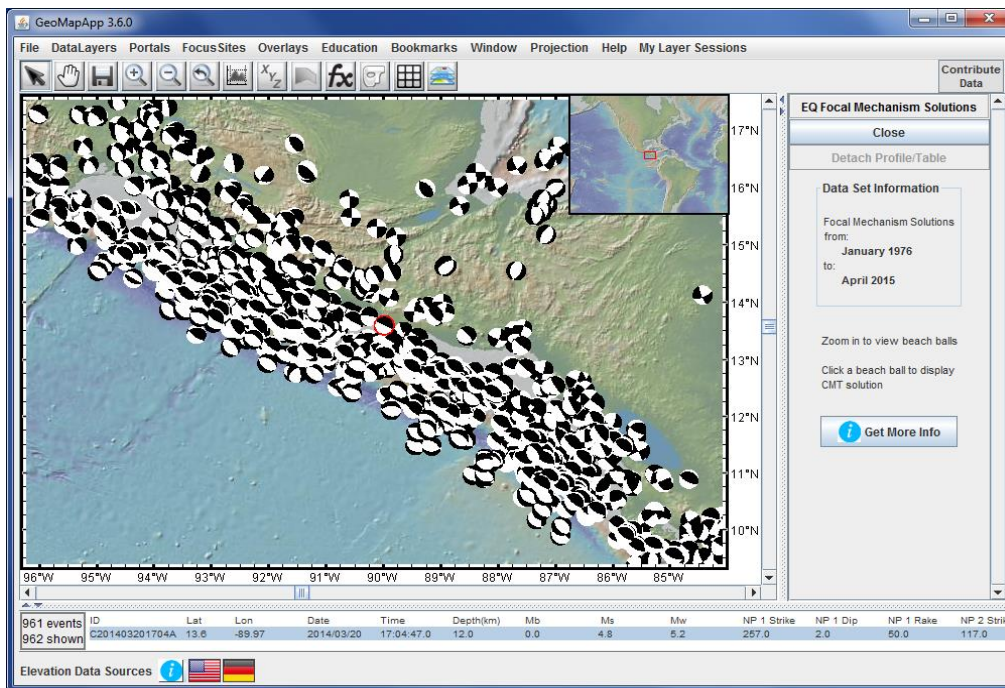 GeoMapApp 3.6.0
File DataLayers Portals FocusSites Overlays Education Bookmarks Window Projection Help My Layer Sessions
XYZ
fx
Contribute
Data
EQ Focal Mechanism Solutions
Close
Detach Profile/Table
Data Set Information
Focal Mechanism Solutions
from:
January 1976
to:
April 2015
Zoom in to view beach balls
Click a beach ball to display
CMT solution
i Get More Info
17°N
16°N
15°N
14°N
13°N
12°N
11°N
10°N
96°W 95°W 94°W 93°W 92°W 91°W 90°W 89°W 88°W 87°W 86°W 85°W
961 events
962 shown
ID Lat Lon Date Time Depth(km) Mb Ms Mw NP 1 Strike NP 1 Dip NP 1 Rake NP 2 Strik
C201403201704A 13.6 -89.97 2014/03/20 17:04:47.0 12.0 0.0 4.8 5.2 257.0 2.0 50.0 117.0
Elevation Data Sources i